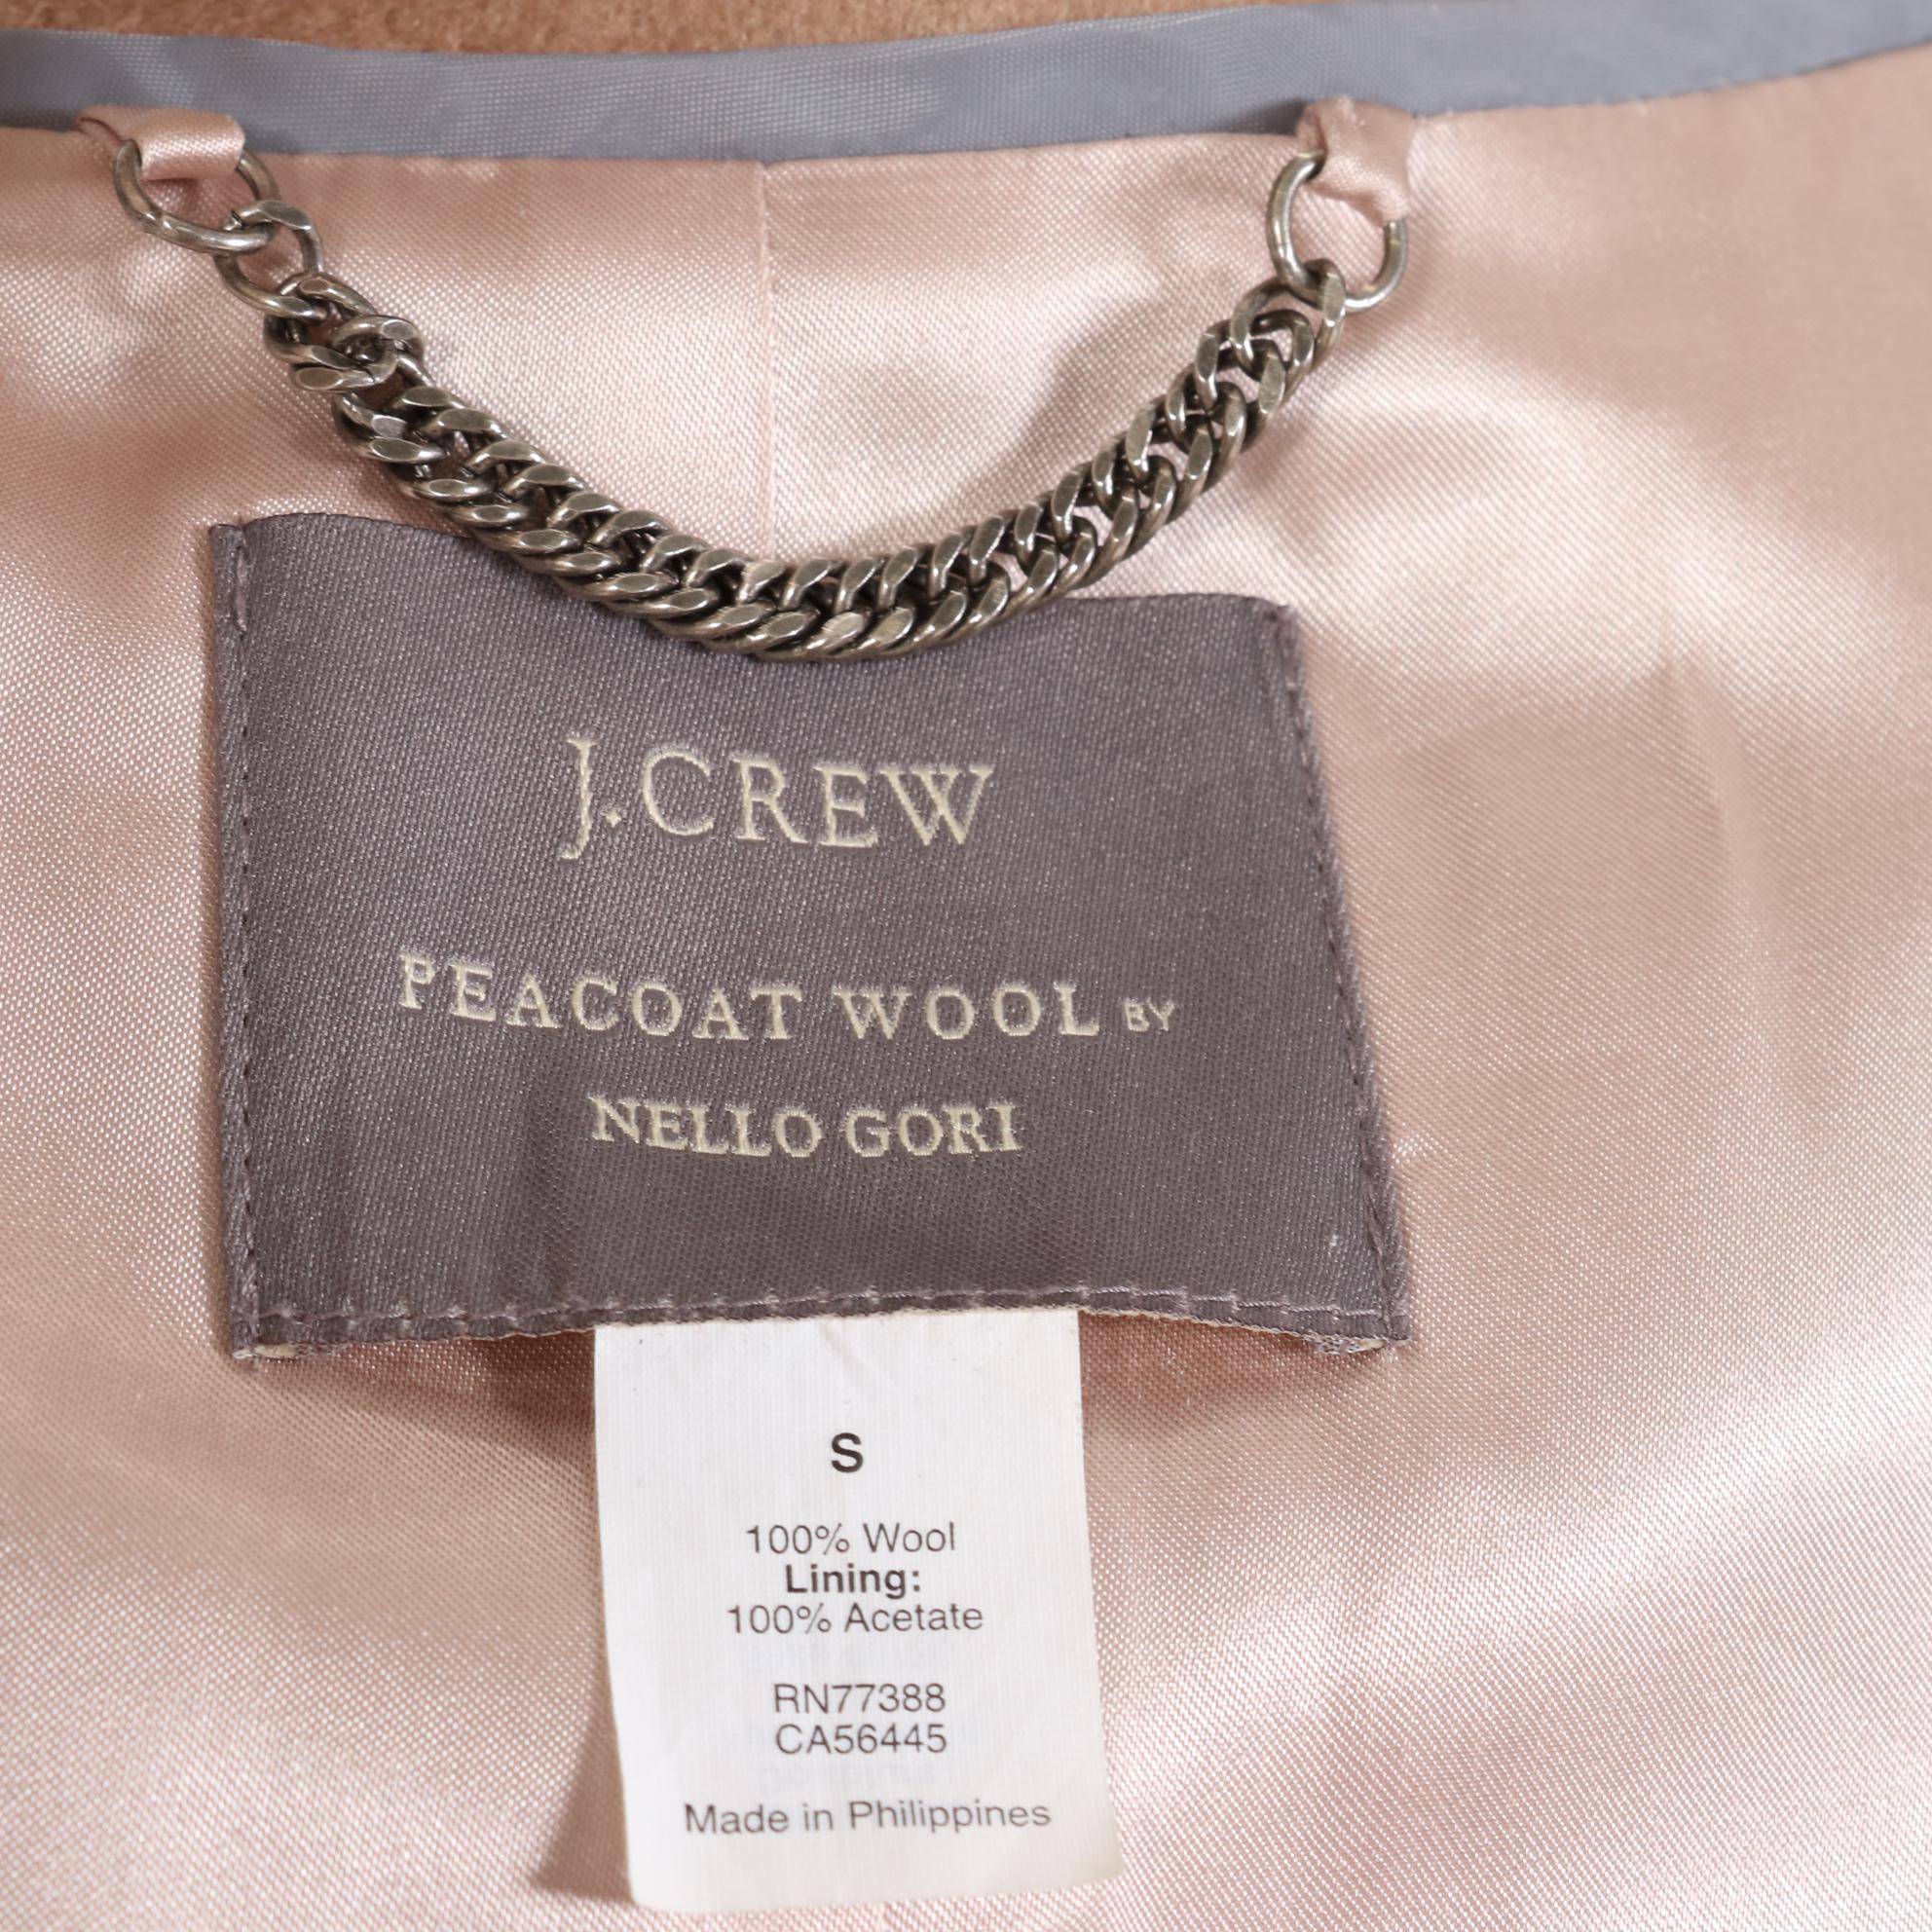 J.CREW
PEACOAT WOOL BY
NELLO GORI
S
100% Wool
Lining:
100% Acetate
RN77388
CA56445
Made in Philippines